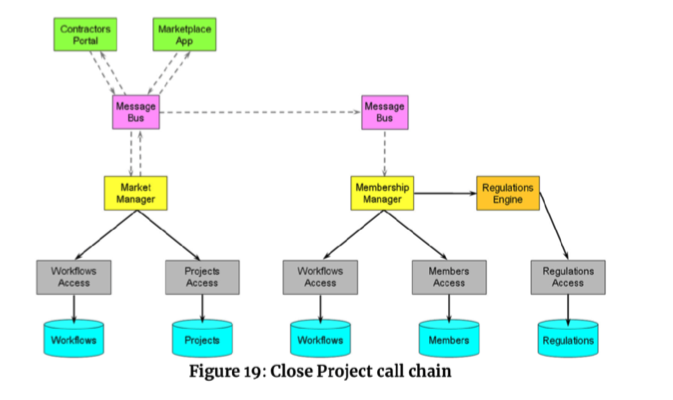 Contractors
Portal
Marketplace
App
Message
Bus
Message
Bus
Market
Manager
Membership
Manager
Regulations
Engine
Workflows
Access
Projects
Access
Workflows
Access
Members
Access
Regulations
Access
Workflows
Projects
Workflows
Members
Regulations
Figure 19: Close Project call chain